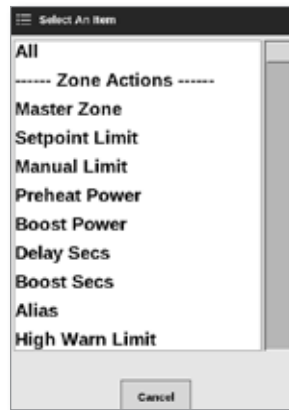 Select An Item
All
------ Zone Actions ------
Master Zone
Setpoint Limit
Manual Limit
Preheat Power
Boost Power
Delay Secs
Boost Secs
Alias
High Warn Limit
Cancel